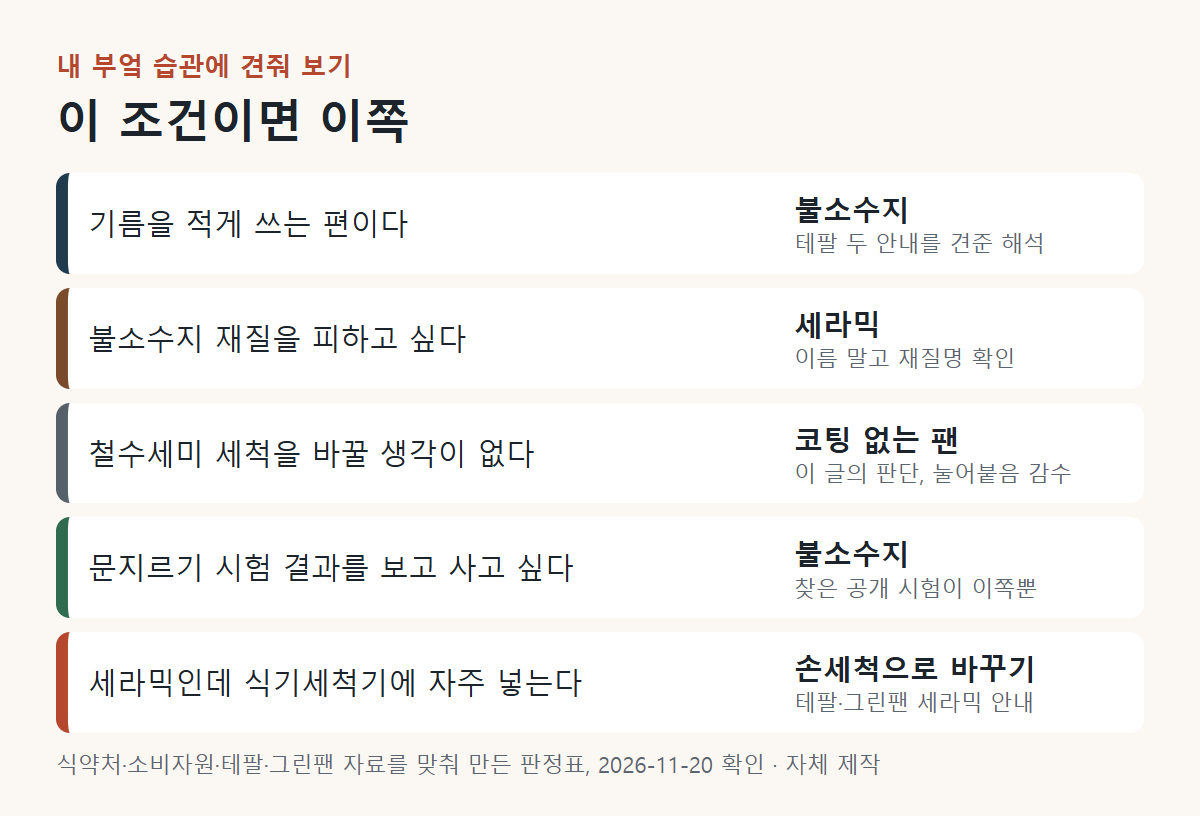 내 부엌 습관에 견줘 보기
이 조건이면 이쪽
기름을 적게 쓰는 편이다
불소수지
테팔 두 안내를 견준 해석
불소수지 재질을 피하고 싶다
세라믹
이름 말고 재질명 확인
철수세미 세척을 바꿀 생각이 없다
코팅 없는 팬
이 글의 판단, 눌어붙음 감수
문지르기 시험 결과를 보고 사고 싶다
불소수지
찾은 공개 시험이 이쪽뿐
세라믹인데 식기세척기에 자주 넣는다
손세척으로 바꾸기
테팔·그린팬 세라믹 안내
식약처·소비자원·테팔·그린팬 자료를 맞춰 만든 판정표, 2026-11-20 확인 · 자체 제작